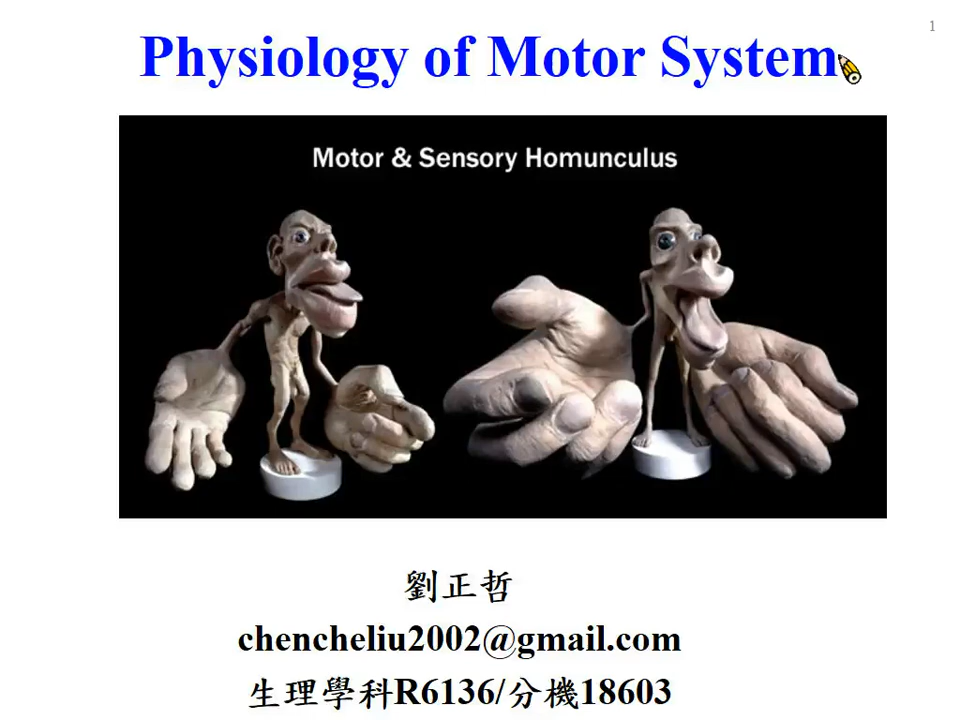 1
Physiology of Motor System
Motor & Sensory Homunculus
劉正哲
chencheliu2002@gmail.com
生理學科R6136/分機18603